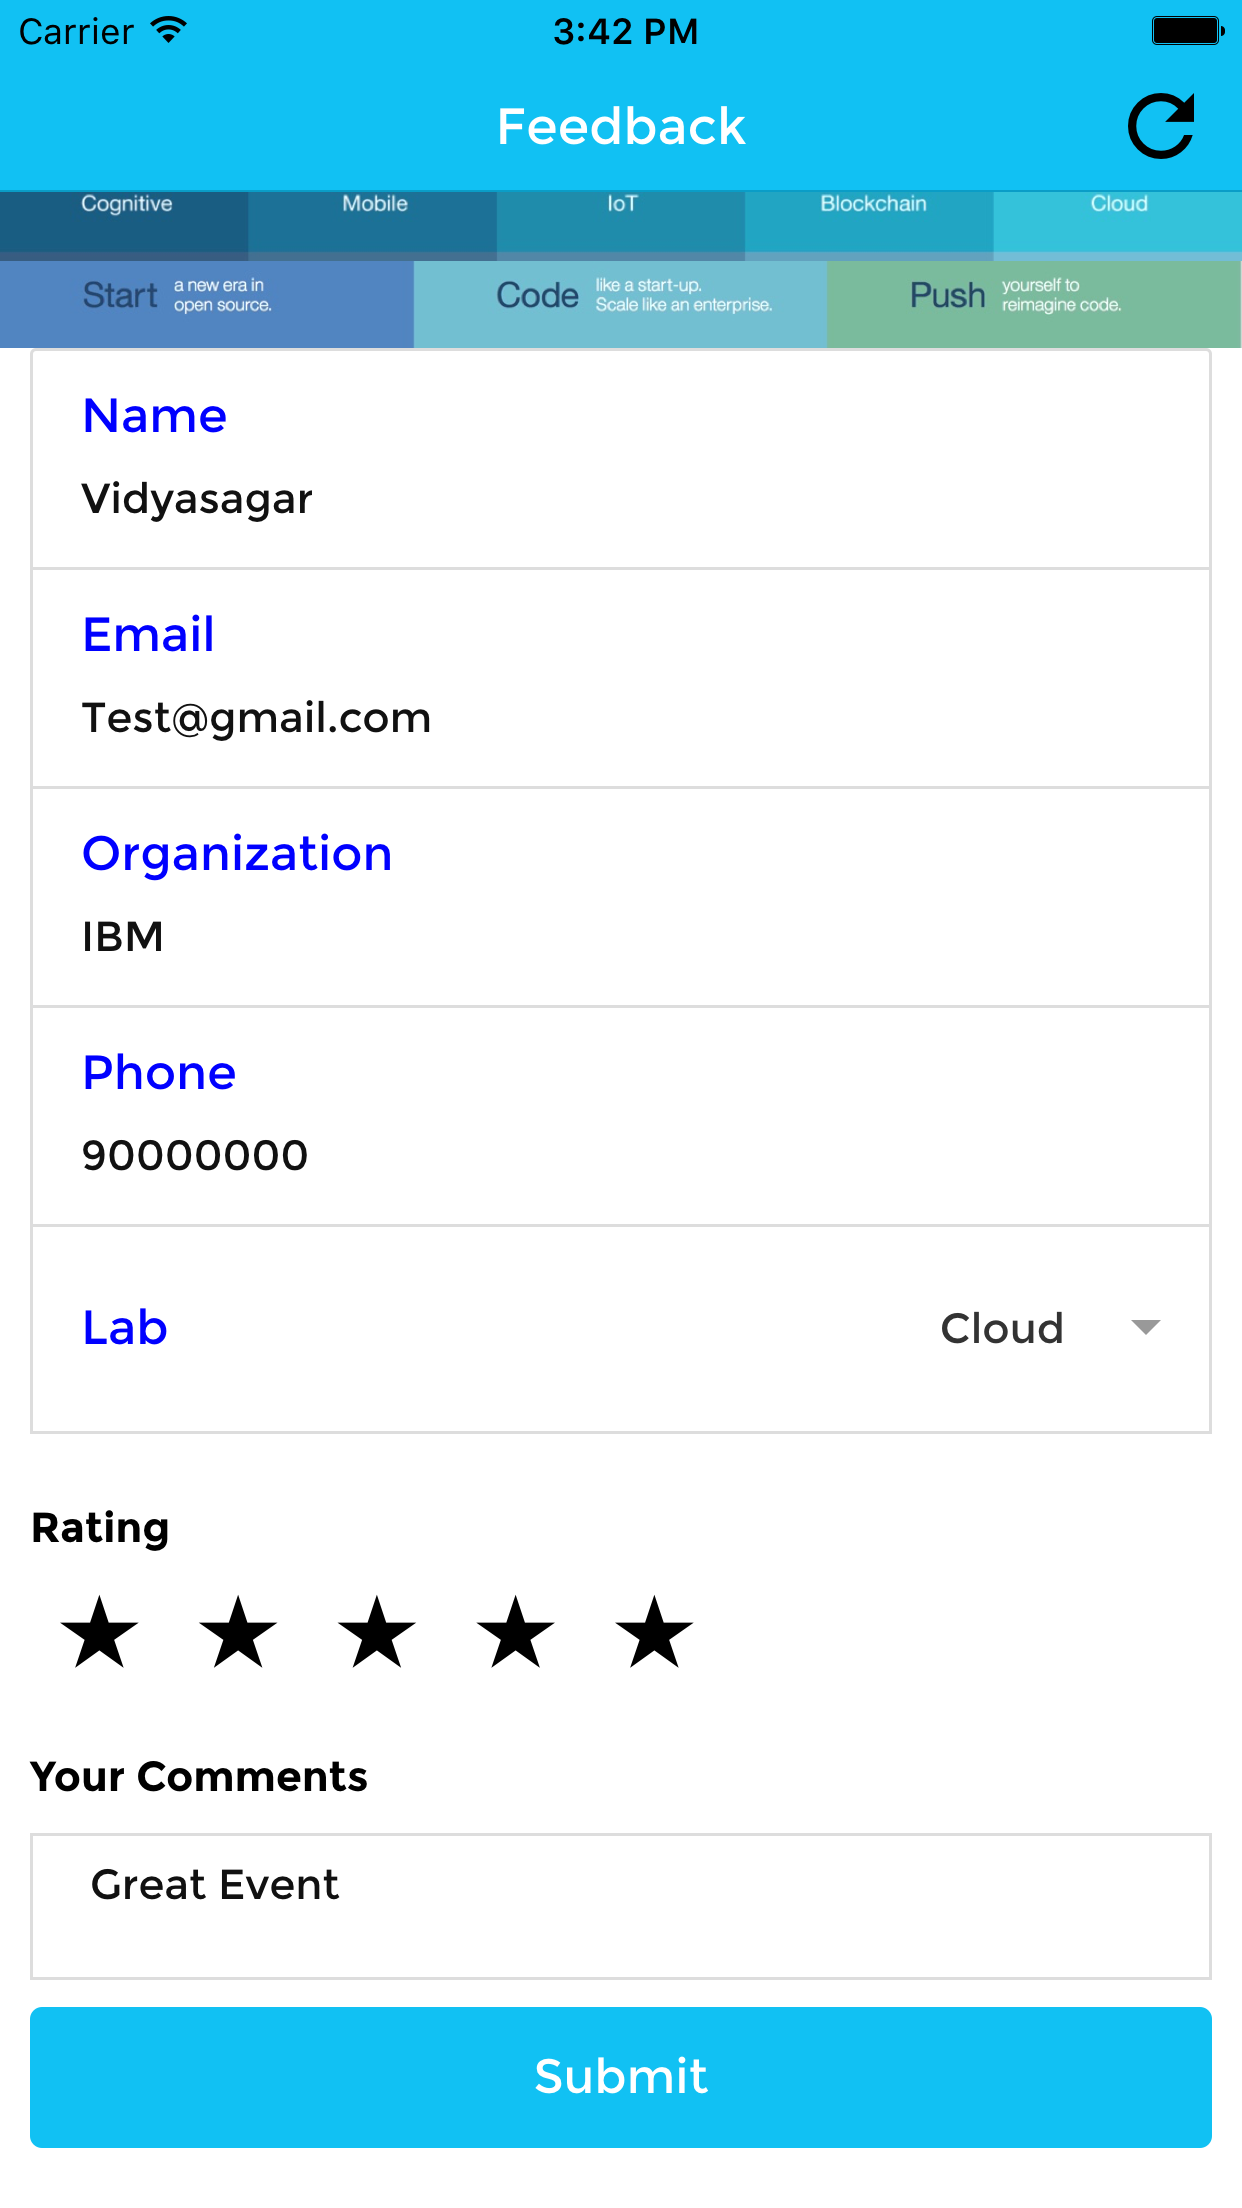 Carrier 3:42 PM
Feedback
Cognitive Mobile IoT Blockchain Cloud
Start a new era in
open source.
Code like a start-up.
Scale like an enterprise.
Push yourself to
reimagine code.
Name
Vidyasagar
Email
Test@gmail.com
Organization
IBM
Phone
90000000
Lab Cloud
Rating
Your Comments
Great Event
Submit